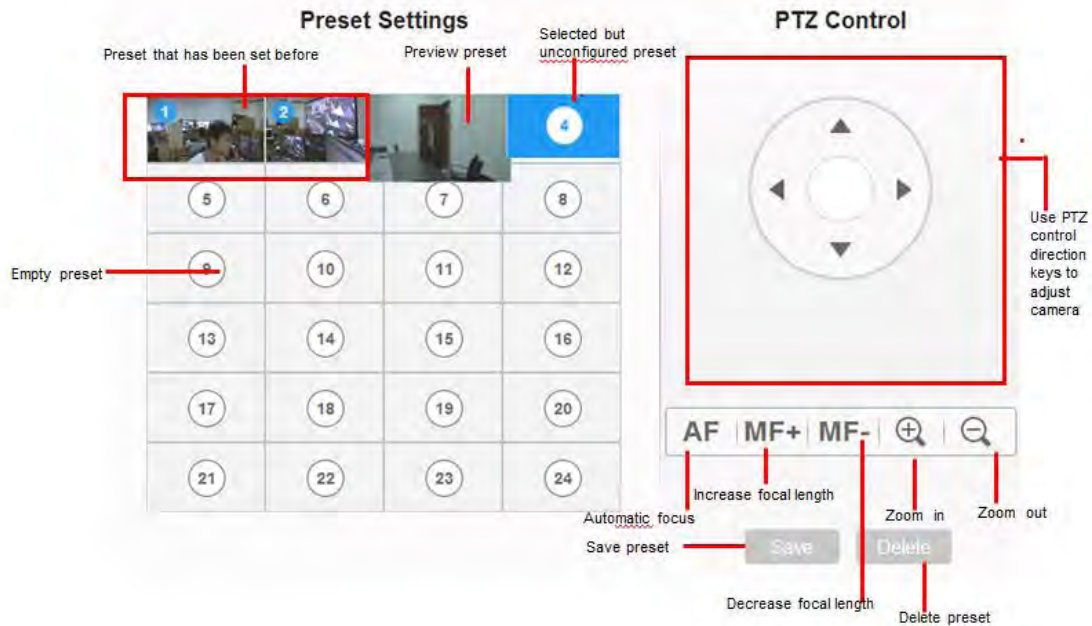 Preset Settings
PTZ Control
Preset that has been set before
Preview preset
Selected but
unconfigured preset
1
2
4
5
6
7
8
Empty preset
9
10
11
12
13
14
15
16
17
18
19
20
21
22
23
24
Use PTZ
control
direction
keys to
adjust
camera
AF
MF+
MF-
Increase focal length
Automatic focus
Zoom in
Zoom out
Save preset
Save
Delete
Decrease focal length
Delete preset